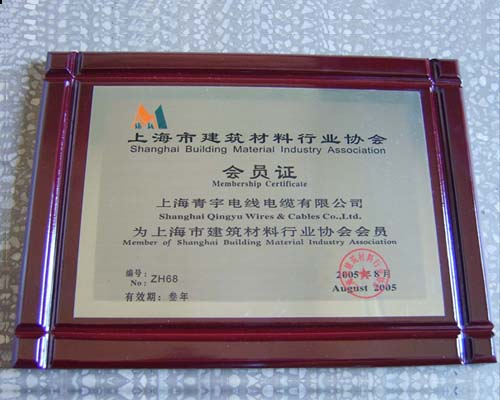 上海市建筑材料行业协会
Shanghai Building Material Industry Association
会员证
Membership Certificate
上海青宇电线电缆有限公司
Shanghai Qingyu Wires & Cables Co.,Ltd.
为上海市建筑材料行业协会会员
Member of Shanghai Building Material Industry Association
编号:
No: ZH68
有效期: 叁年
2005年8月
August 2005